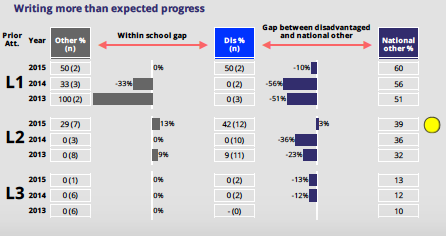 Writing more than expected progress
Prior Att. Year Other % (n) Within school gap Dis % (n) Gap between disadvantaged and national other National other %
L1
2015 50 (2) 0% 50 (2) -10% 60
2014 33 (3) -33% 0 (2) -56% 56
2013 100 (2) 0 (3) -51% 51
L2
2015 29 (7) 13% 42 (12) 3% 39
2014 0 (3) 0% 0 (10) -36% 36
2013 0 (8) 9% 9 (11) -23% 32
L3
2015 0 (1) 0% 0 (2) -13% 13
2014 0 (6) 0% 0 (2) -12% 12
2013 0 (6) 0% - (0) 10